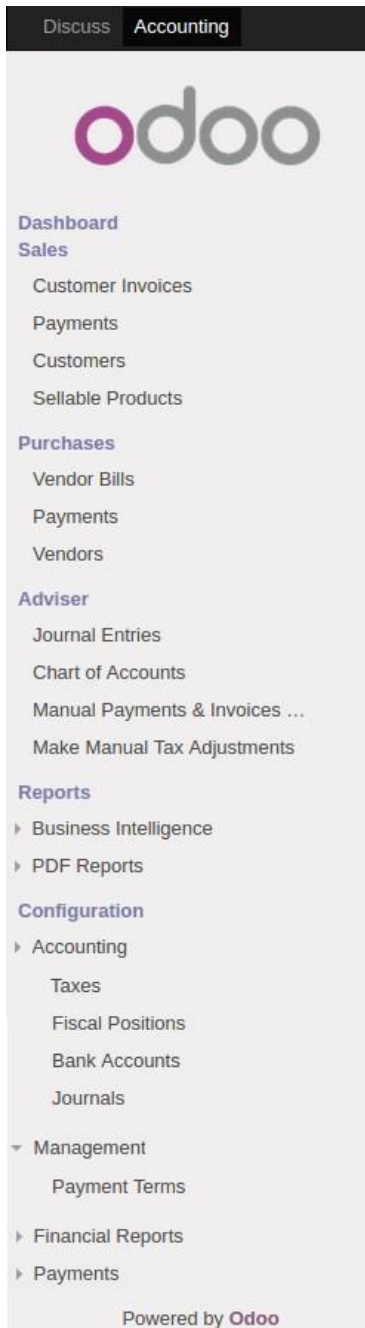 Discuss Accounting
odoo
Dashboard
Sales
Customer Invoices
Payments
Customers
Sellable Products
Purchases
Vendor Bills
Payments
Vendors
Adviser
Journal Entries
Chart of Accounts
Manual Payments & Invoices ...
Make Manual Tax Adjustments
Reports
Business Intelligence
PDF Reports
Configuration
Accounting
Taxes
Fiscal Positions
Bank Accounts
Journals
Management
Payment Terms
Financial Reports
Payments
Powered by Odoo